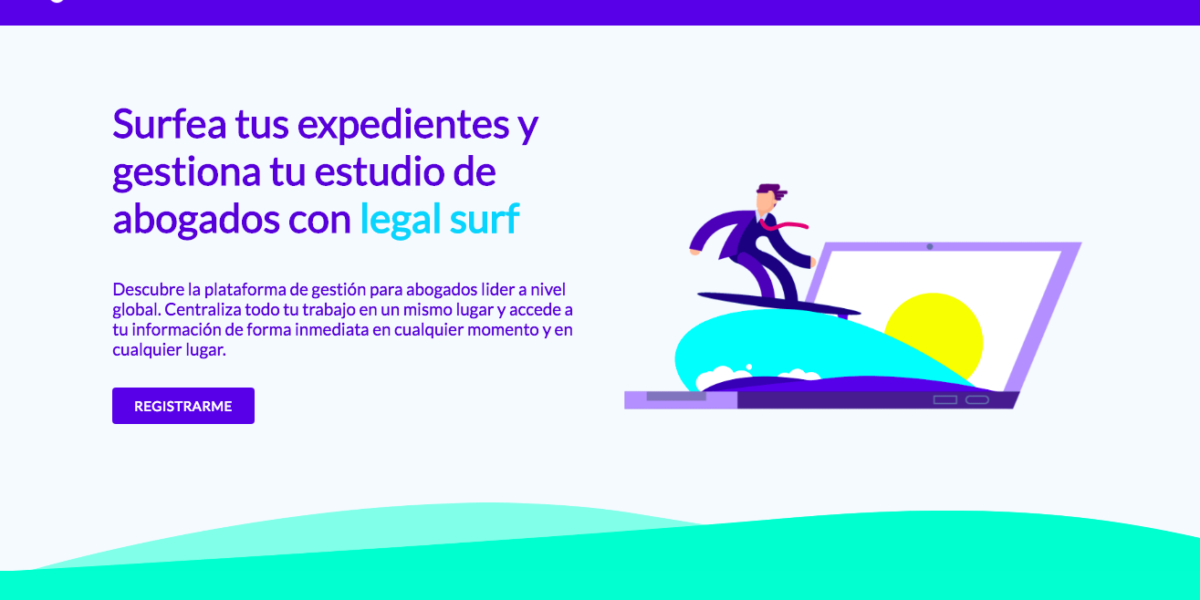 Surfea tus expedientes y
gestiona tu estudio de
abogados con legal surf
Descubre la plataforma de gestión para abogados lider a nivel
global. Centraliza todo tu trabajo en un mismo lugar y accede a
tu información de forma inmediata en cualquier momento y en
cualquier lugar.
REGISTRARME